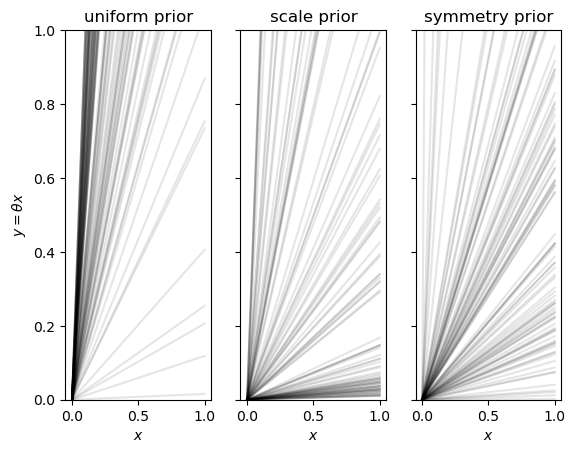 uniform prior
scale prior
symmetry prior
1.0
0.8
0.6
0.4
0.2
0.0
y = θx
0.0 0.5 1.0
0.0 0.5 1.0
0.0 0.5 1.0
x
x
x